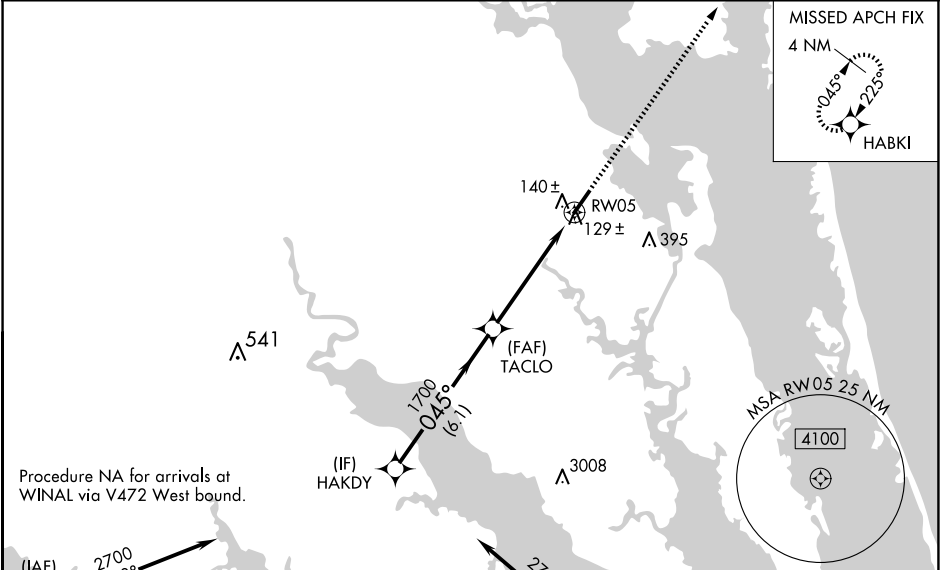 MISSED APCH FIX
4 NM
045°
225°
HABKI
140 ±
RW05
129 ±
395
541
(FAF)
TACLO
1700
045°
(6.1)
MSA RW05 25 NM
4100
(IF)
HAKDY
3008
Procedure NA for arrivals at
WINAL via V472 West bound.
(IAF)
2700